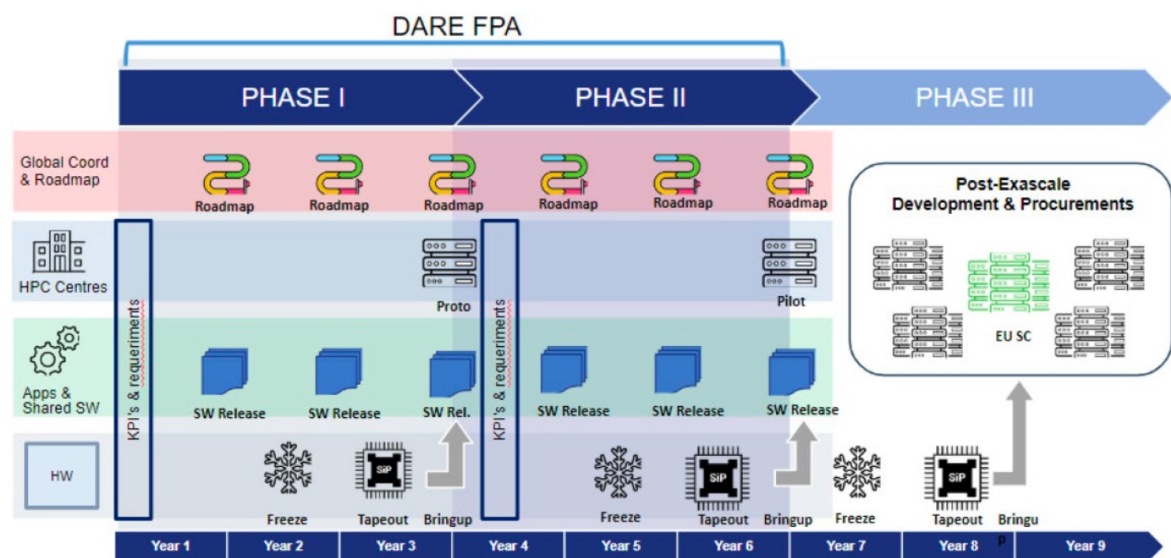 DARE FPA
PHASE I
PHASE II
PHASE III
Global Coord
& Roadmap
Roadmap
Roadmap
Roadmap
Roadmap
Roadmap
Roadmap
Post-Exascale
Development & Procurements
EU SC
HPC Centres
KPI's & requeriments
Proto
KPI's & requeriments
Pilot
Apps &
Shared SW
SW Release
SW Release
SW Rel.
SW Release
SW Release
SW Release
HW
SiP
SiP
SiP
Freeze
Tapeout
Bringup
Freeze
Tapeout
Bringup
Freeze
Tapeout
Bringu
p
Year 1
Year 2
Year 3
Year 4
Year 5
Year 6
Year 7
Year 8
Year 9